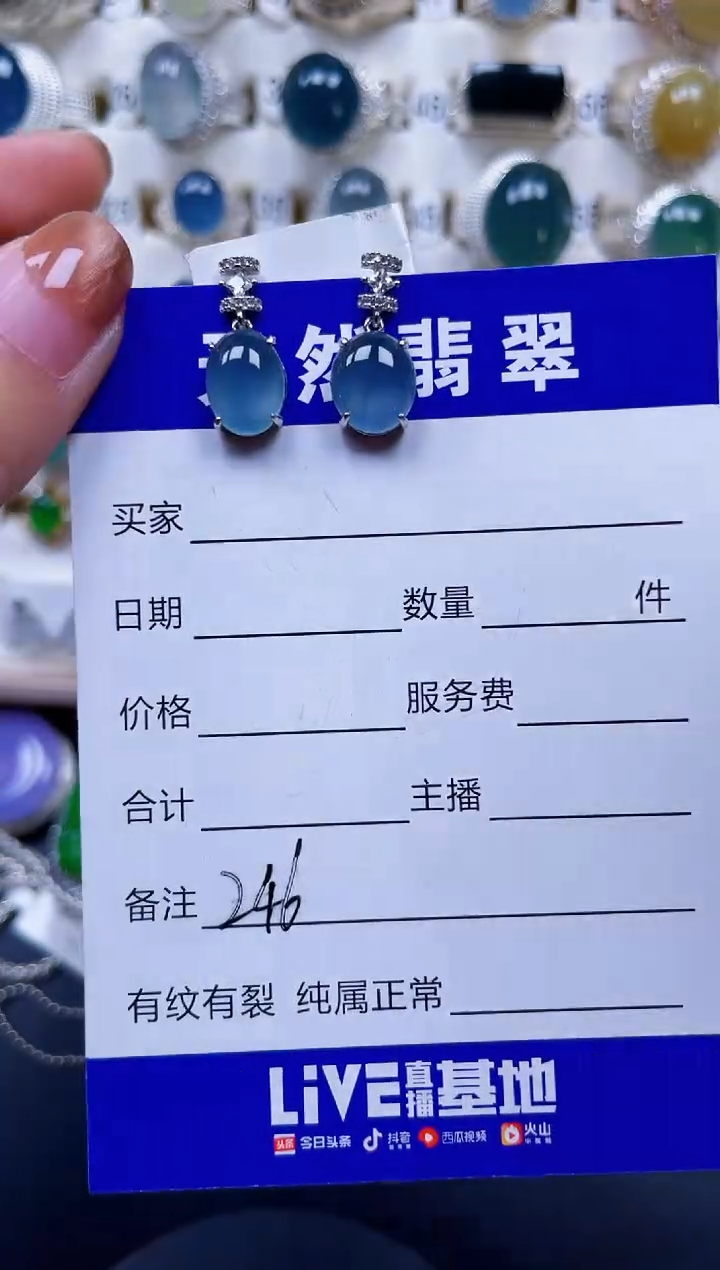 然翡翠
买家
日期 数量 件
价格 服务费
合计 主播
备注 246
有纹有裂 纯属正常
LiVE直播基地
头条 今日头条 抖音 西瓜视频 火山